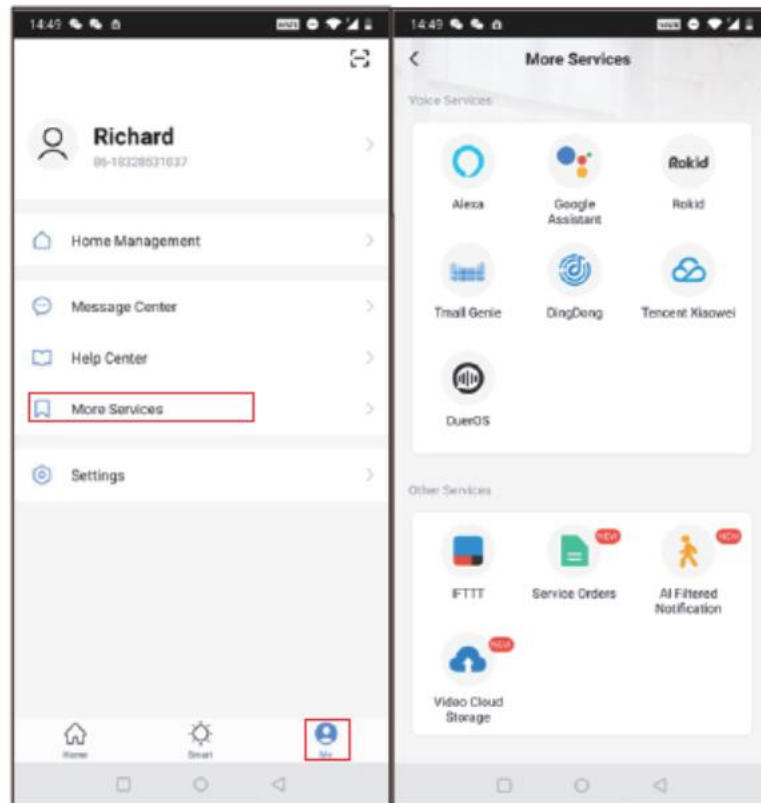 14:49
Richard
86-18328531037
Home Management
Message Center
Help Center
More Services
Settings
Home
Smart
Me
14:49
More Services
Voice Services
Alexa
Google
Assistant
Rokid
Rokid
Tmall Genie
DingDong
Tencent Xiaowei
DuerOS
Other Services
IFTTT
NEW
Service Orders
NEW
AI Filtered
Notification
NEW
Video Cloud
Storage